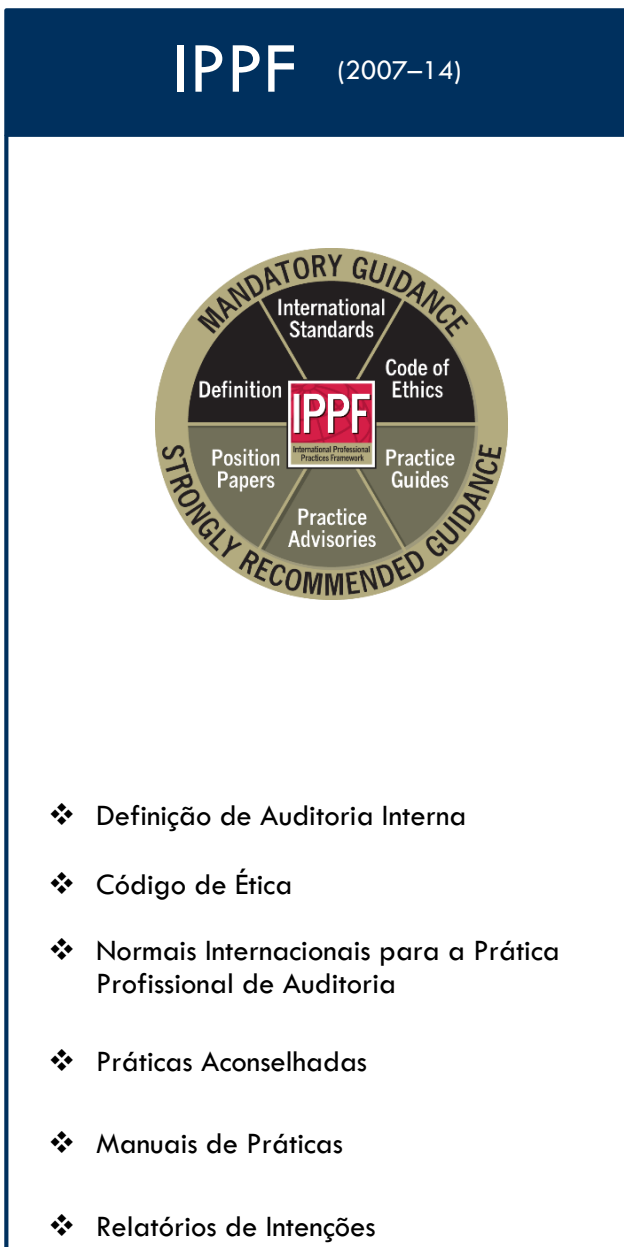 IPPF (2007–14)
MANDATORY GUIDANCE
International
Standards
Definition
Code of
Ethics
IPPF
International Professional
Practices Framework
Position
Papers
Practice
Guides
Practice
Advisories
STRONGLY RECOMMENDED GUIDANCE
❖ Definição de Auditoria Interna
❖ Código de Ética
❖ Normais Internacionais para a Prática
Profissional de Auditoria
❖ Práticas Aconselhadas
❖ Manuais de Práticas
❖ Relatórios de Intenções